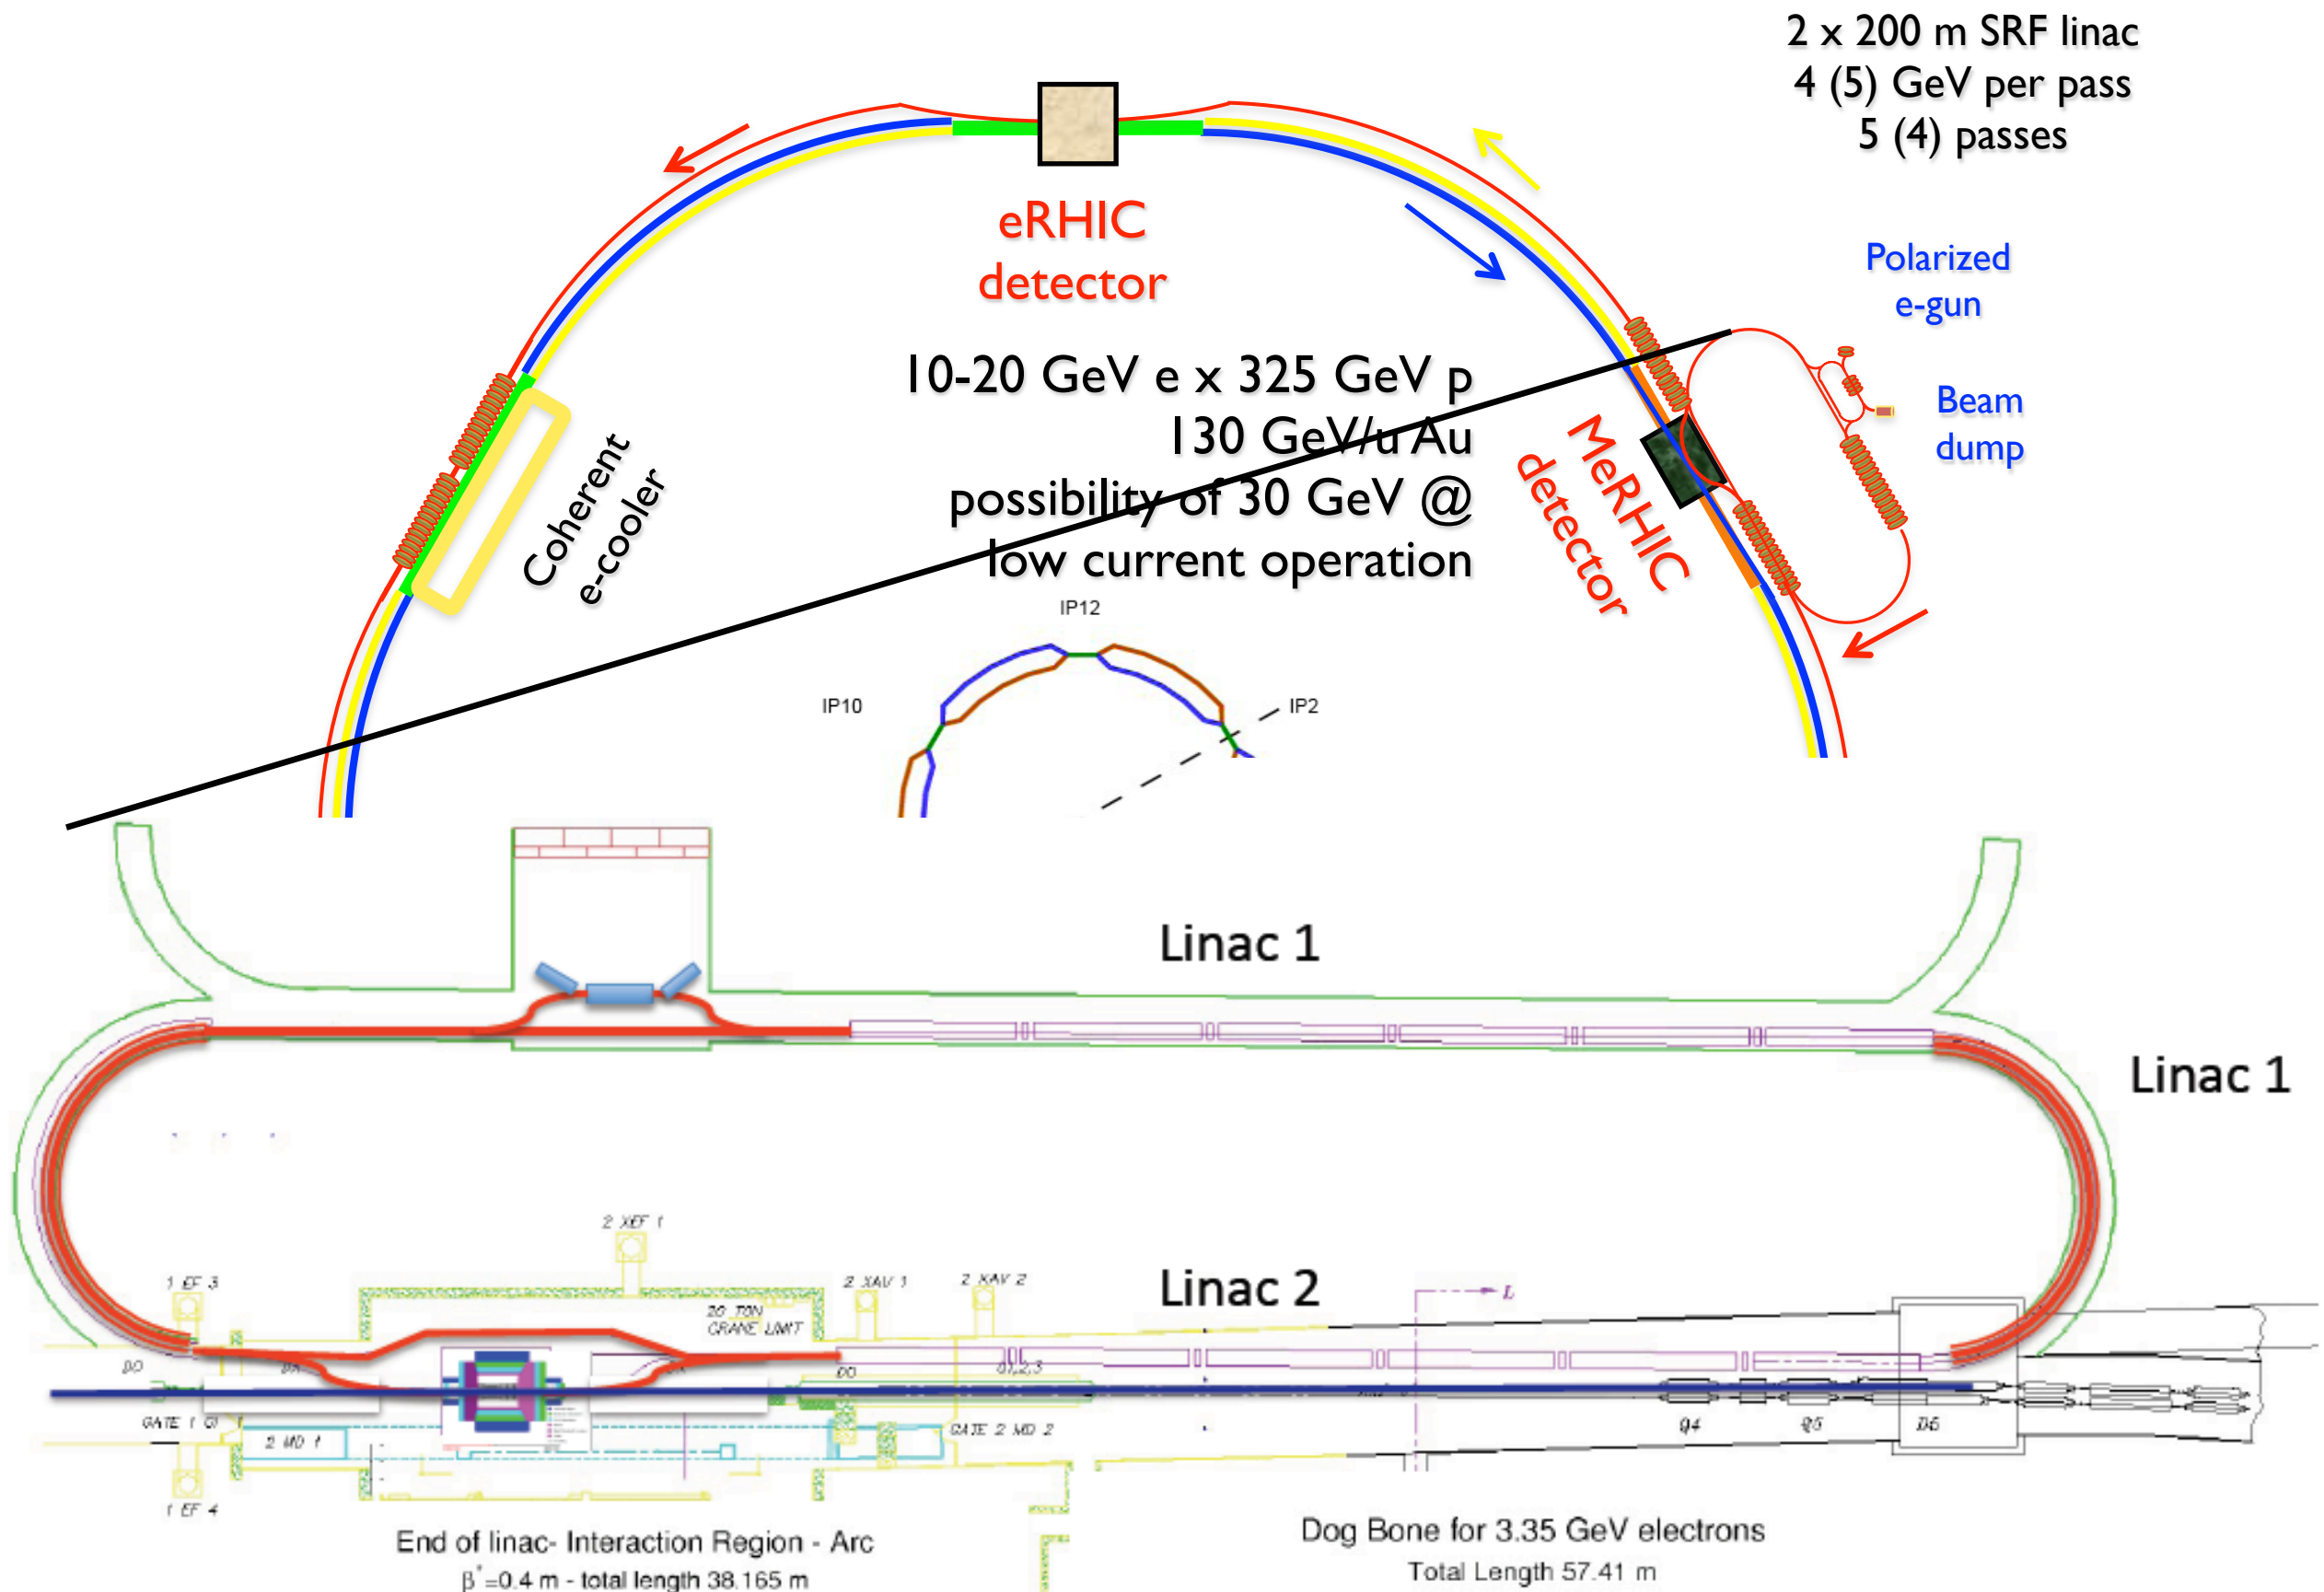 2 x 200 m SRF linac
4 (5) GeV per pass
5 (4) passes
eRHIC
detector
Polarized
e-gun
Beam
dump
10-20 GeV e x 325 GeV p
130 GeV/u Au
possibility of 30 GeV @
low current operation
Coherent
e-cooler
MeRHIC
detector
IP12
IP10
IP2
Linac 1
Linac 1
2 XEF 1
1 EF 3
2 XAV 1
2 XAV 2
Linac 2
L
20 TON
CRANE LIMIT
DO
DO
GATE 1
2 MD 1
GATE 2 MD 2
Q4
Q5
D6
1 EF 4
End of linac- Interaction Region - Arc
β*=0.4 m - total length 38.165 m
Dog Bone for 3.35 GeV electrons
Total Length 57.41 m